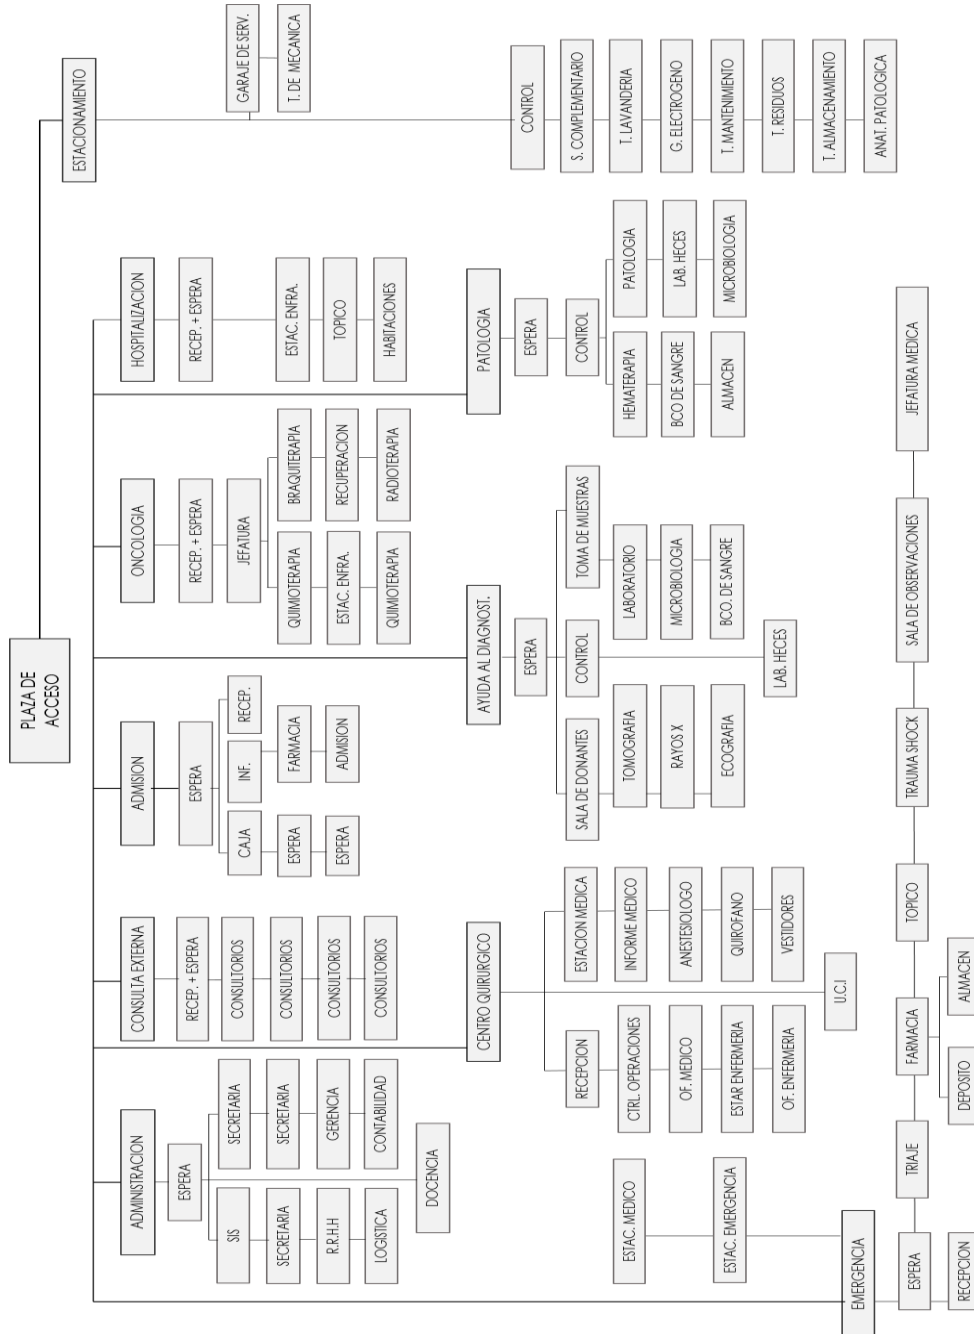 PLAZA DE
ACCESO
ESTACIONAMIENTO
GARAJE DE SERV.
T. DE MECANICA
CONTROL
S. COMPLEMENTARIO
T. LAVANDERIA
G. ELECTROGENO
T. MANTENIMIENTO
T. RESIDUOS
T. ALMACENAMIENTO
ANAT. PATOLOGICA
ADMINISTRACION
ESPERA
SIS
SECRETARIA
SECRETARIA
SECRETARIA
R.R.H.H
GERENCIA
LOGISTICA
CONTABILIDAD
DOCENCIA
CONSULTA EXTERNA
RECEP. + ESPERA
CONSULTORIOS
CONSULTORIOS
CONSULTORIOS
CONSULTORIOS
ADMISION
ESPERA
CAJA
INF.
RECEP.
ESPERA
FARMACIA
ESPERA
ADMISION
ONCOLOGIA
RECEP. + ESPERA
JEFATURA
QUIMIOTERAPIA
BRAQUITERAPIA
ESTAC. ENFRA.
RECUPERACION
QUIMIOTERAPIA
RADIOTERAPIA
HOSPITALIZACION
RECEP. + ESPERA
ESTAC. ENFRA.
TOPICO
HABITACIONES
CENTRO QUIRURGICO
RECEPCION
ESTACION MEDICA
CTRL. OPERACIONES
INFORME MEDICO
OF. MEDICO
ANESTESIOLOGO
ESTAR ENFERMERIA
QUIROFANO
OF. ENFERMERIA
VESTIDORES
U.C.I
AYUDA AL DIAGNOST.
ESPERA
SALA DE DONANTES
CONTROL
TOMA DE MUESTRAS
TOMOGRAFIA
LABORATORIO
RAYOS X
MICROBIOLOGIA
ECOGRAFIA
BCO. DE SANGRE
LAB. HECES
PATOLOGIA
ESPERA
CONTROL
HEMATERAPIA
PATOLOGIA
BCO DE SANGRE
LAB. HECES
ALMACEN
MICROBIOLOGIA
ESTAC. MEDICO
ESTAC. EMERGENCIA
EMERGENCIA
ESPERA
RECEPCION
TRIAJE
FARMACIA
DEPOSITO
ALMACEN
TOPICO
TRAUMA SHOCK
SALA DE OBSERVACIONES
JEFATURA MEDICA